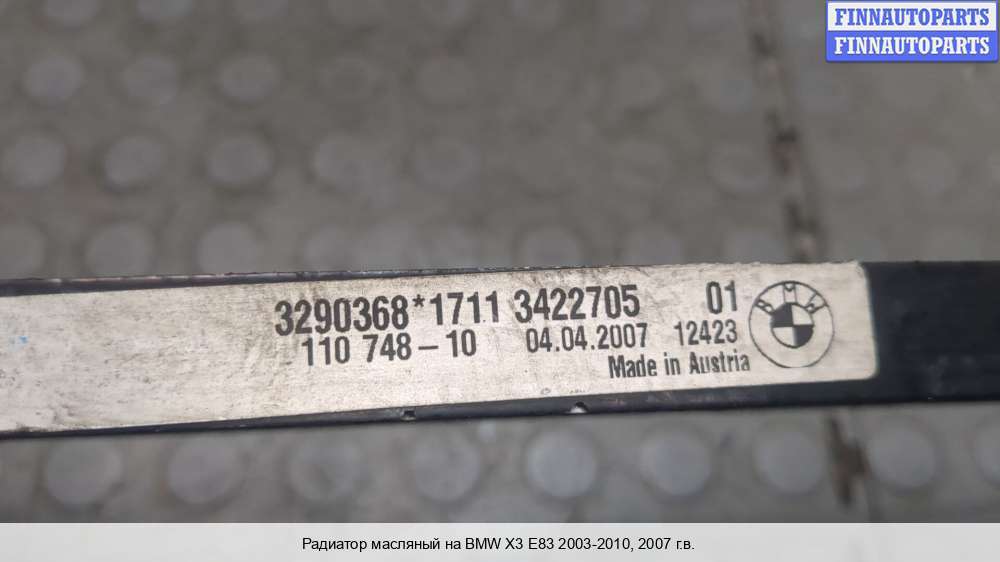 FINNAUTOPARTS
FINNAUTOPARTS
3290368*1711 3422705 01
110 748-10 04.04.2007 12423
Made in Austria
BMW
Радиатор масляный на BMW X3 E83 2003-2010, 2007 г.в.